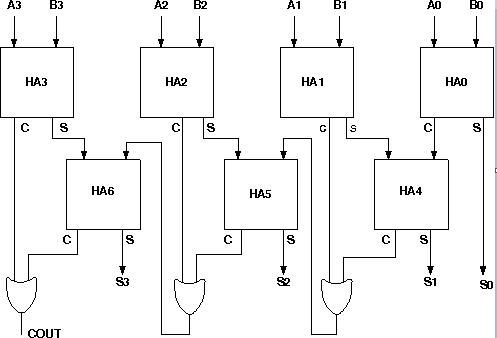 A3 B3 A2 B2 A1 B1 A0 B0
HA3 HA2 HA1 HA0
C S C S C S C S
HA6 HA5 HA4
C S C S C S
S3 S2 S1 S0
COUT